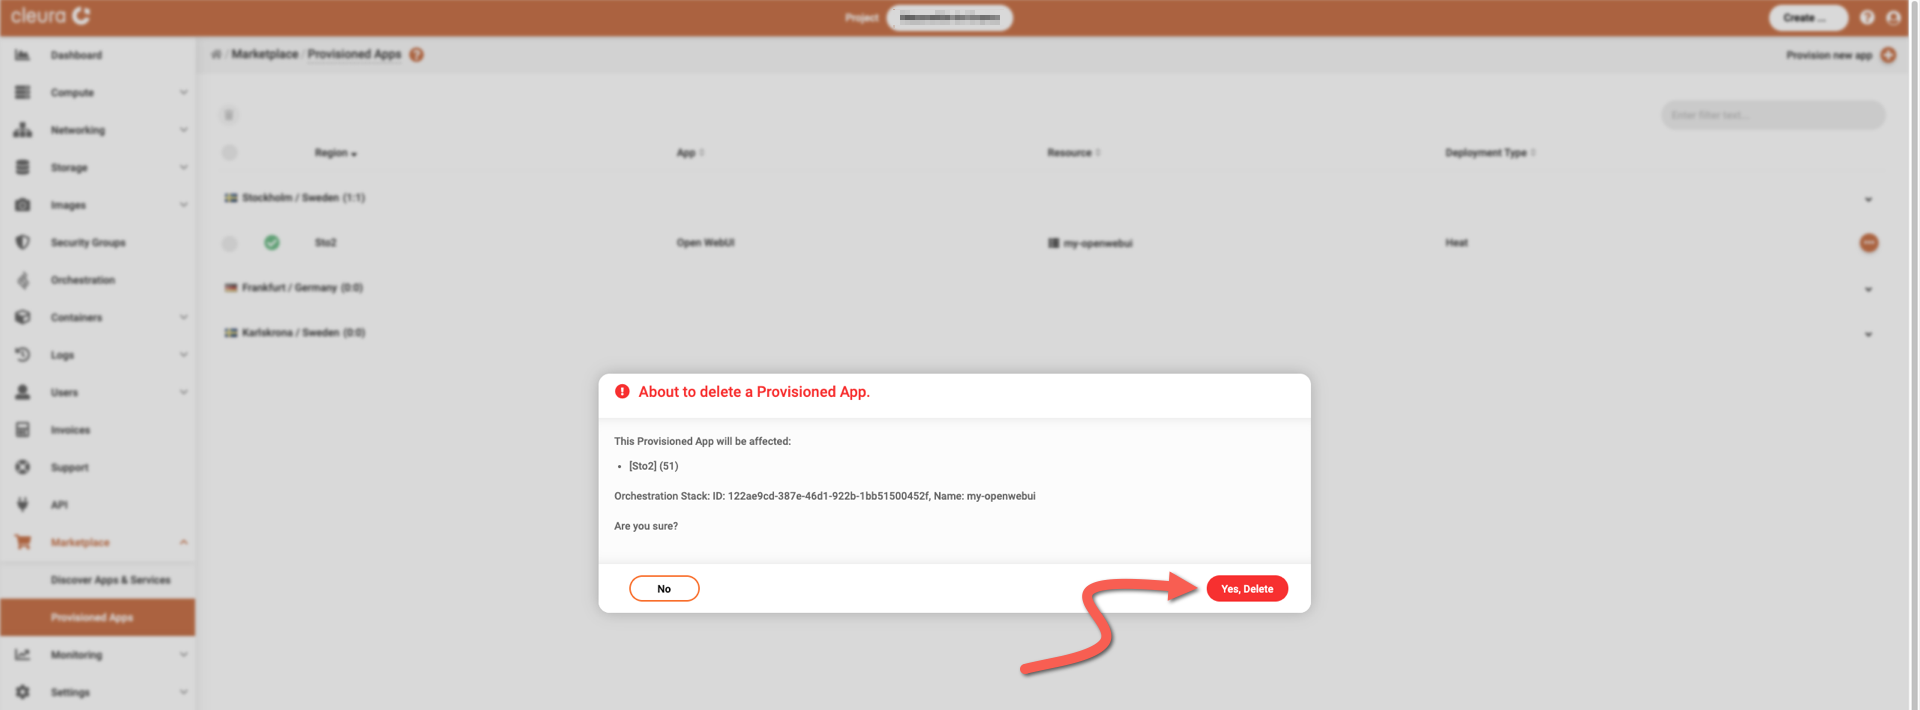 cleura
Project
Create ...
Dashboard
Compute
Networking
Storage
Images
Security Groups
Orchestration
Containers
Logs
Users
Invoices
Support
API
Marketplace
Discover Apps & Services
Provisioned Apps
Monitoring
Settings
/ Marketplace / Provisioned Apps ?
Provision new app
Enter filter text...
Region App Resource Deployment Type
Stockholm / Sweden (1:1)
Sto2 Open WebUI my-openwebui Heat
Frankfurt / Germany (0:0)
Karlskrona / Sweden (0:0)
About to delete a Provisioned App.
This Provisioned App will be affected:
• [Sto2] (51)
Orchestration Stack: ID: 122ae9cd-387e-46d1-922b-1bb51500452f, Name: my-openwebui
Are you sure?
No
Yes, Delete